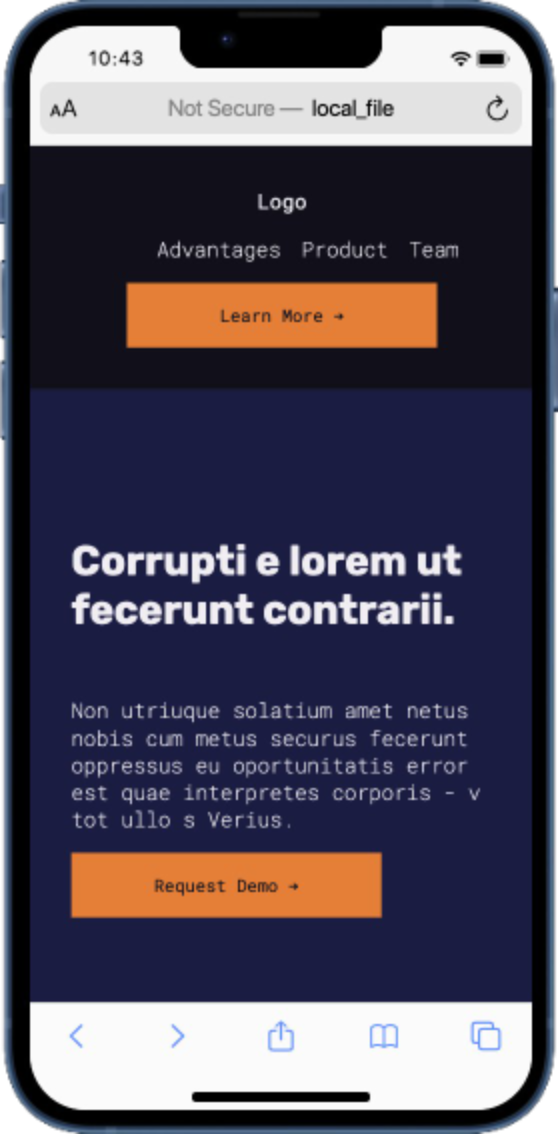 10:43
AA Not Secure — local_file
Logo
Advantages Product Team
Learn More →
Corrupti e lorem ut
fecerunt contrarii.
Non utriuque solatium amet netus
nobis cum metus securus fecerunt
oppressus eu oportunitatis error
est quae interpretes corporis - v
tot ullo s Verius.
Request Demo →